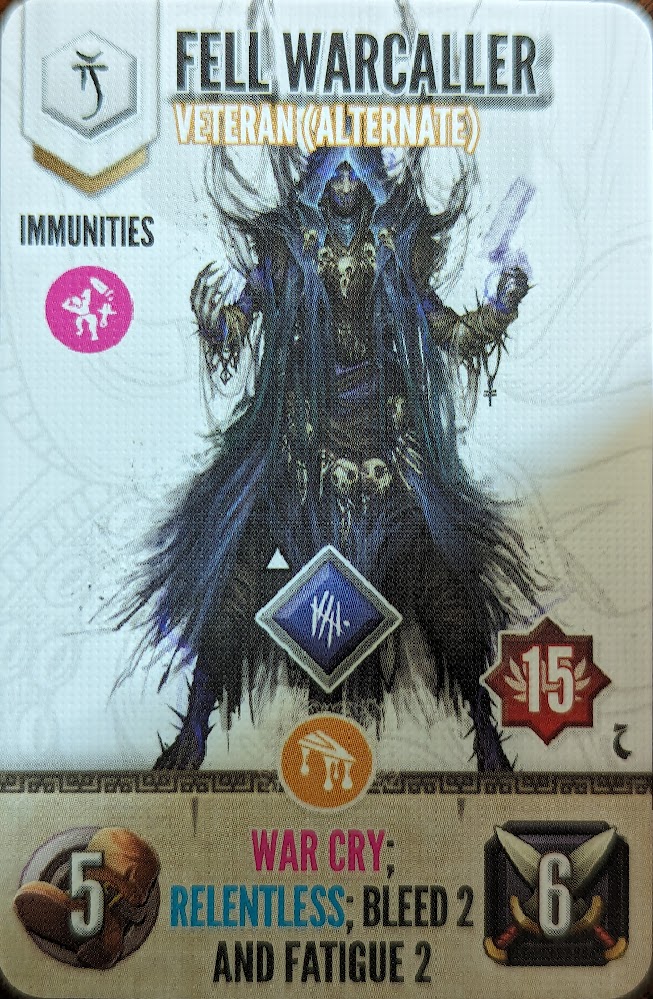 FELL WARCALLER
VETERAN (ALTERNATE)
IMMUNITIES
15
5
WAR CRY;
RELENTLESS; BLEED 2
AND FATIGUE 2
6